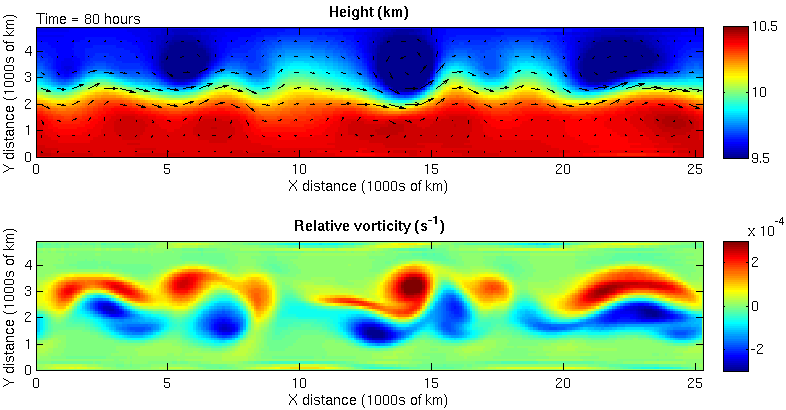 Height (km)
Time = 80 hours
Y distance (1000s of km)
4
3
2
1
0
0 5 10 15 20 25
X distance (1000s of km)
10.5
10
9.5
Relative vorticity (s⁻¹)
x 10⁻⁴
Y distance (1000s of km)
4
3
2
1
0
0 5 10 15 20 25
X distance (1000s of km)
2
0
-2